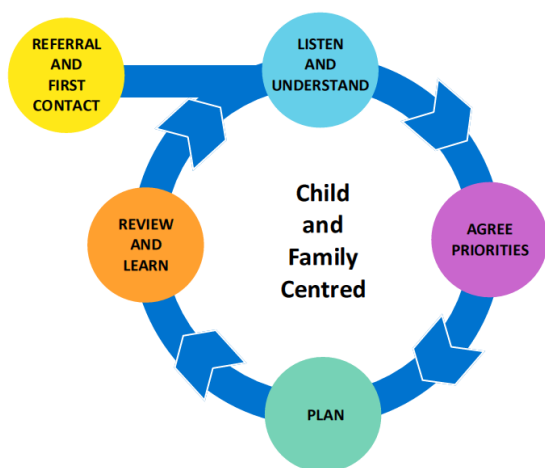 REFERRAL
AND
FIRST
CONTACT
LISTEN
AND
UNDERSTAND
AGREE
PRIORITIES
PLAN
REVIEW
AND
LEARN
Child
and
Family
Centred